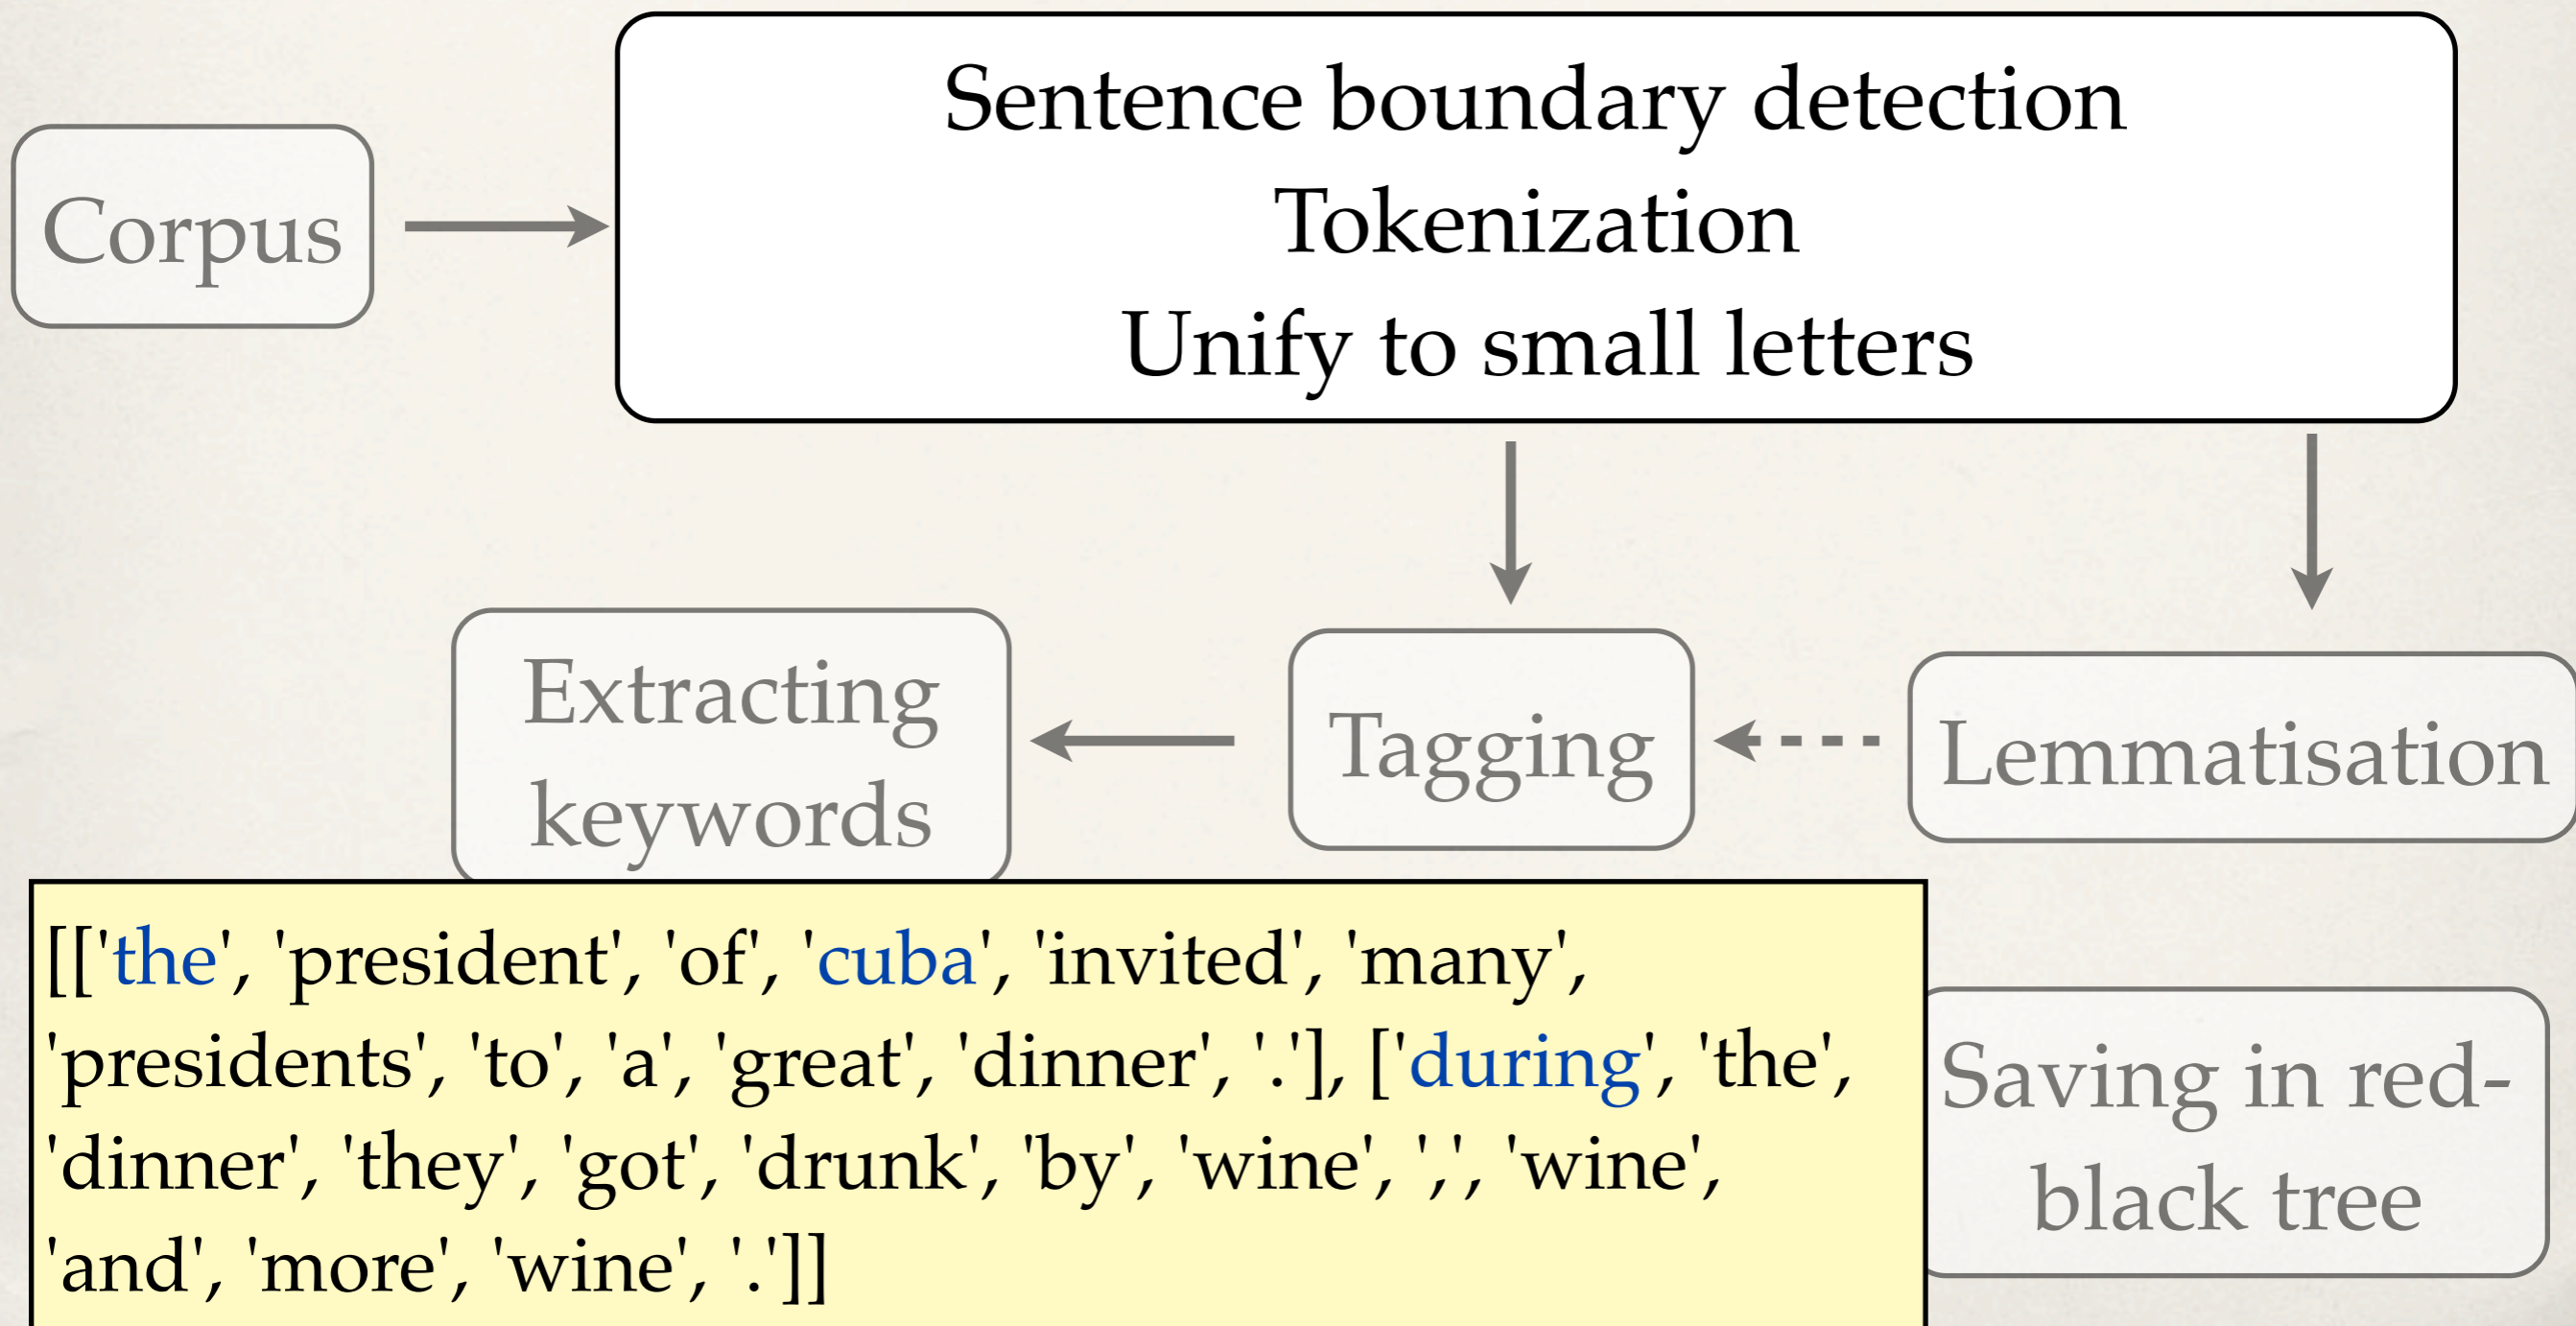 Sentence boundary detection
Corpus
Tokenization
Unify to small letters
Extracting
keywords
Tagging
Lemmatisation
[['the', 'president', 'of', 'cuba', 'invited', 'many',
'presidents', 'to', 'a', 'great', 'dinner', '.'], ['during', 'the',
'dinner', 'they', 'got', 'drunk', 'by', 'wine', ',', 'wine',
'and', 'more', 'wine', '.']]
Saving in red-
black tree